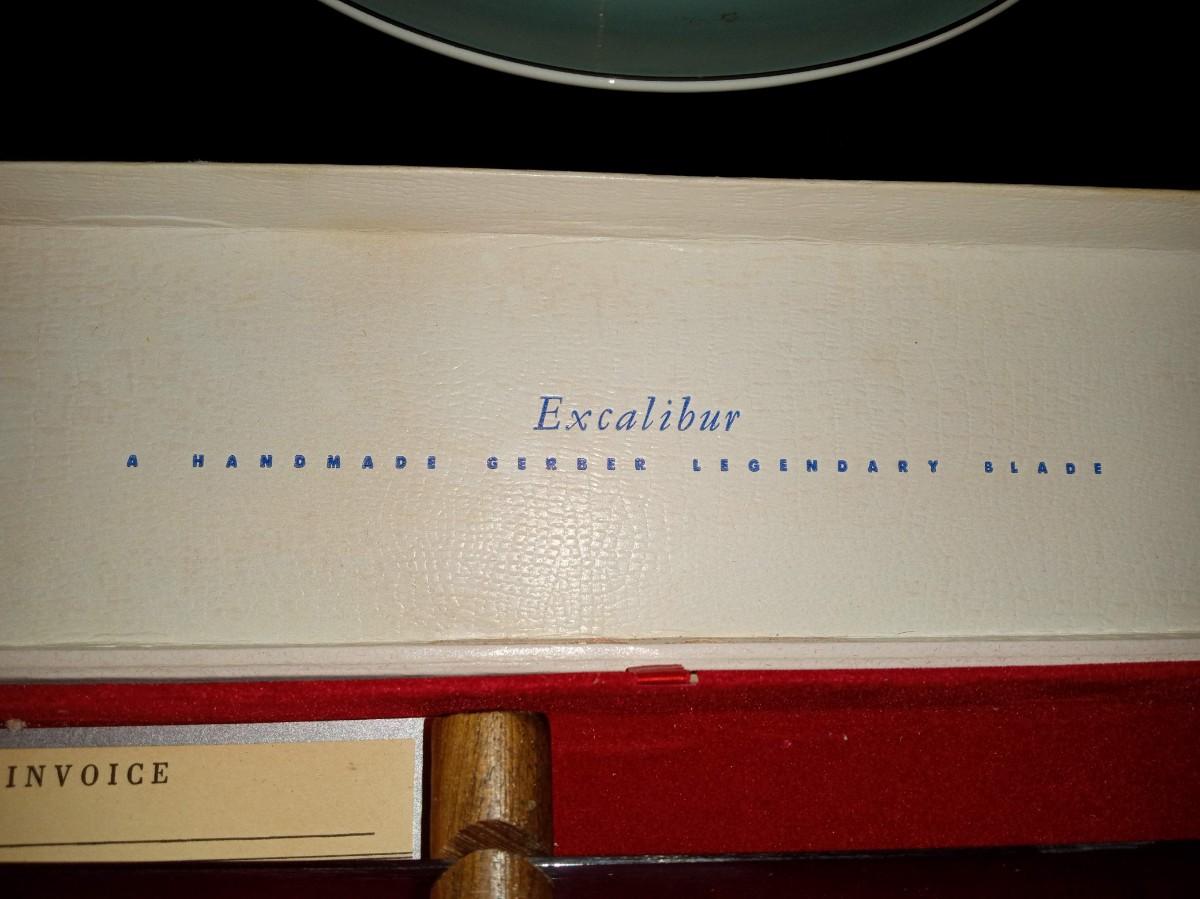 Excalibur
A HANDMADE GERBER LEGENDARY BLADE
INVOICE